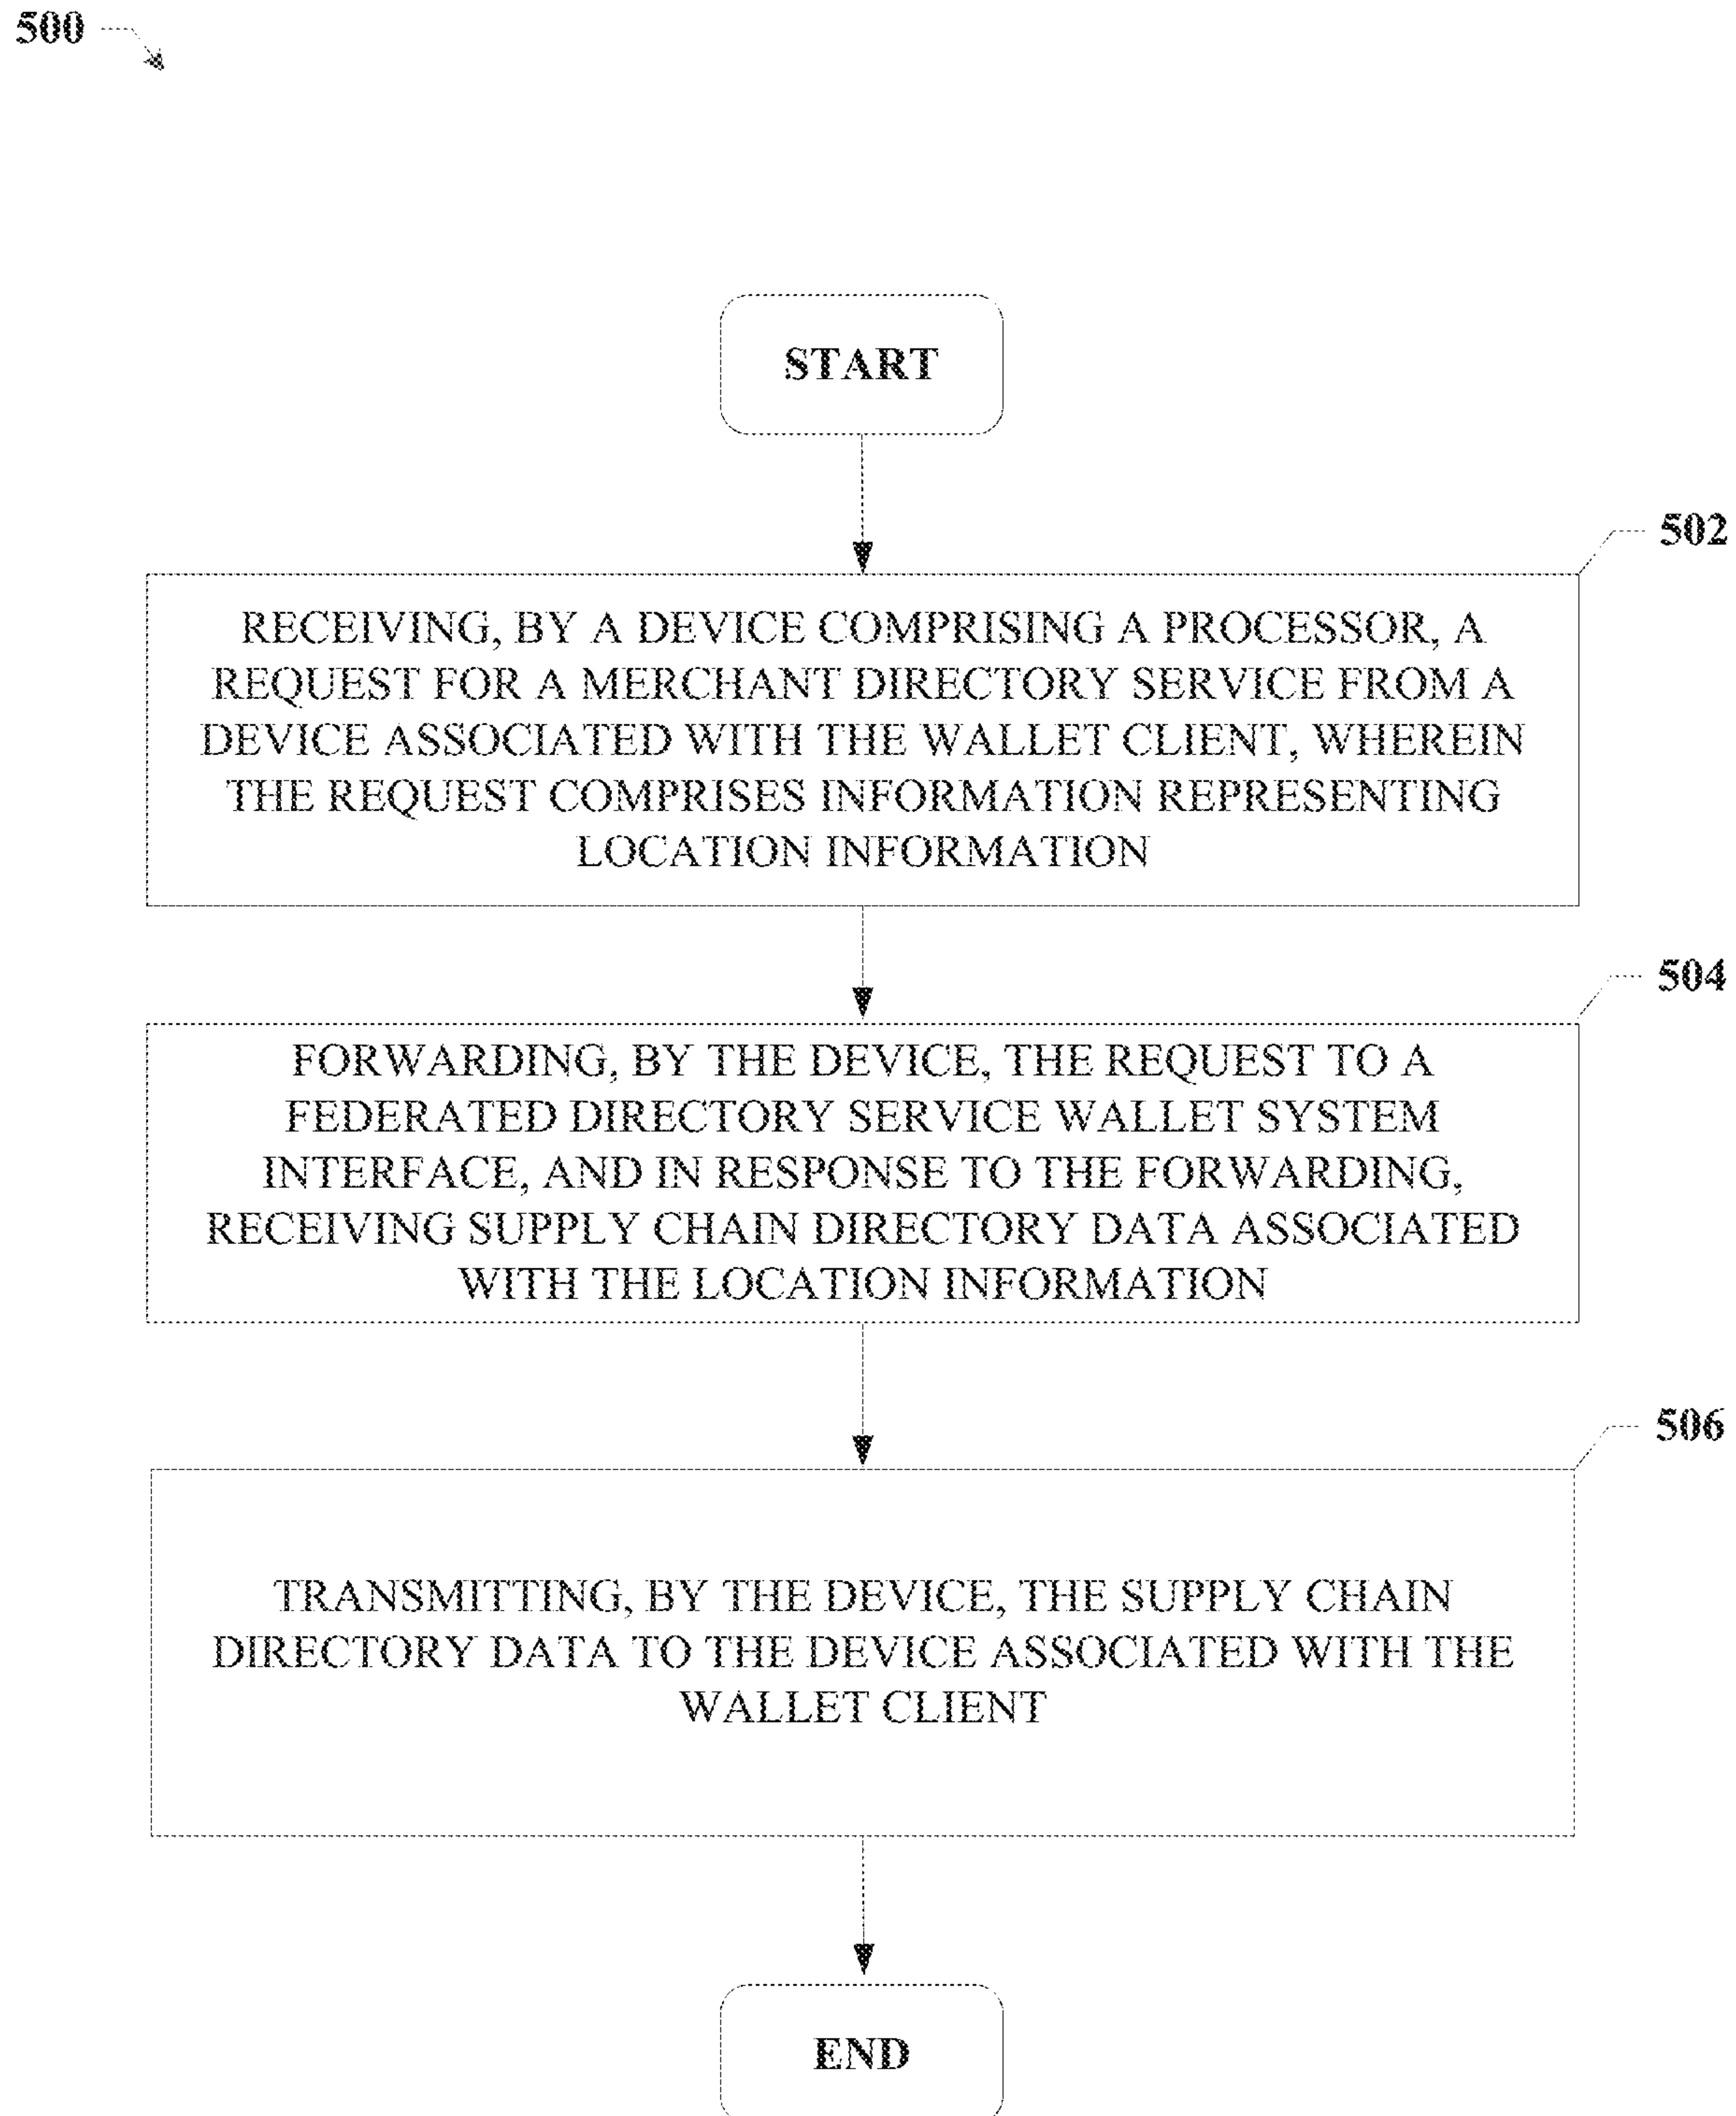 500
START
502
RECEIVING, BY A DEVICE COMPRISING A PROCESSOR, A
REQUEST FOR A MERCHANT DIRECTORY SERVICE FROM A
DEVICE ASSOCIATED WITH THE WALLET CLIENT, WHEREIN
THE REQUEST COMPRISES INFORMATION REPRESENTING
LOCATION INFORMATION
504
FORWARDING, BY THE DEVICE, THE REQUEST TO A
FEDERATED DIRECTORY SERVICE WALLET SYSTEM
INTERFACE, AND IN RESPONSE TO THE FORWARDING,
RECEIVING SUPPLY CHAIN DIRECTORY DATA ASSOCIATED
WITH THE LOCATION INFORMATION
506
TRANSMITTING, BY THE DEVICE, THE SUPPLY CHAIN
DIRECTORY DATA TO THE DEVICE ASSOCIATED WITH THE
WALLET CLIENT
END